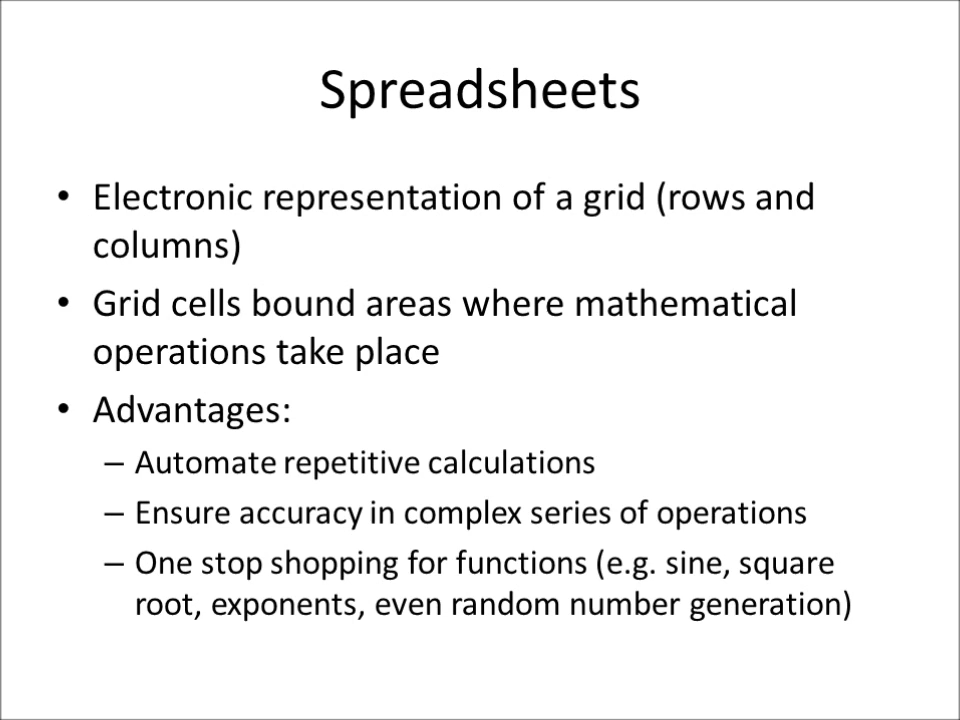 Spreadsheets
• Electronic representation of a grid (rows and
columns)
• Grid cells bound areas where mathematical
operations take place
• Advantages:
– Automate repetitive calculations
– Ensure accuracy in complex series of operations
– One stop shopping for functions (e.g. sine, square
root, exponents, even random number generation)